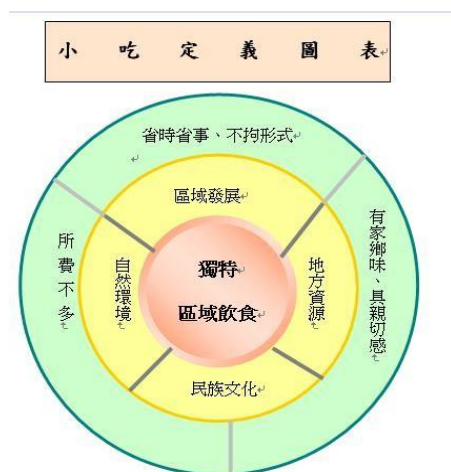 小吃定義圖表
省時省事、不拘形式
區域發展
所費不多
自然環境
獨特
區域飲食
地方資源
有家鄉味、具親切感
民族文化